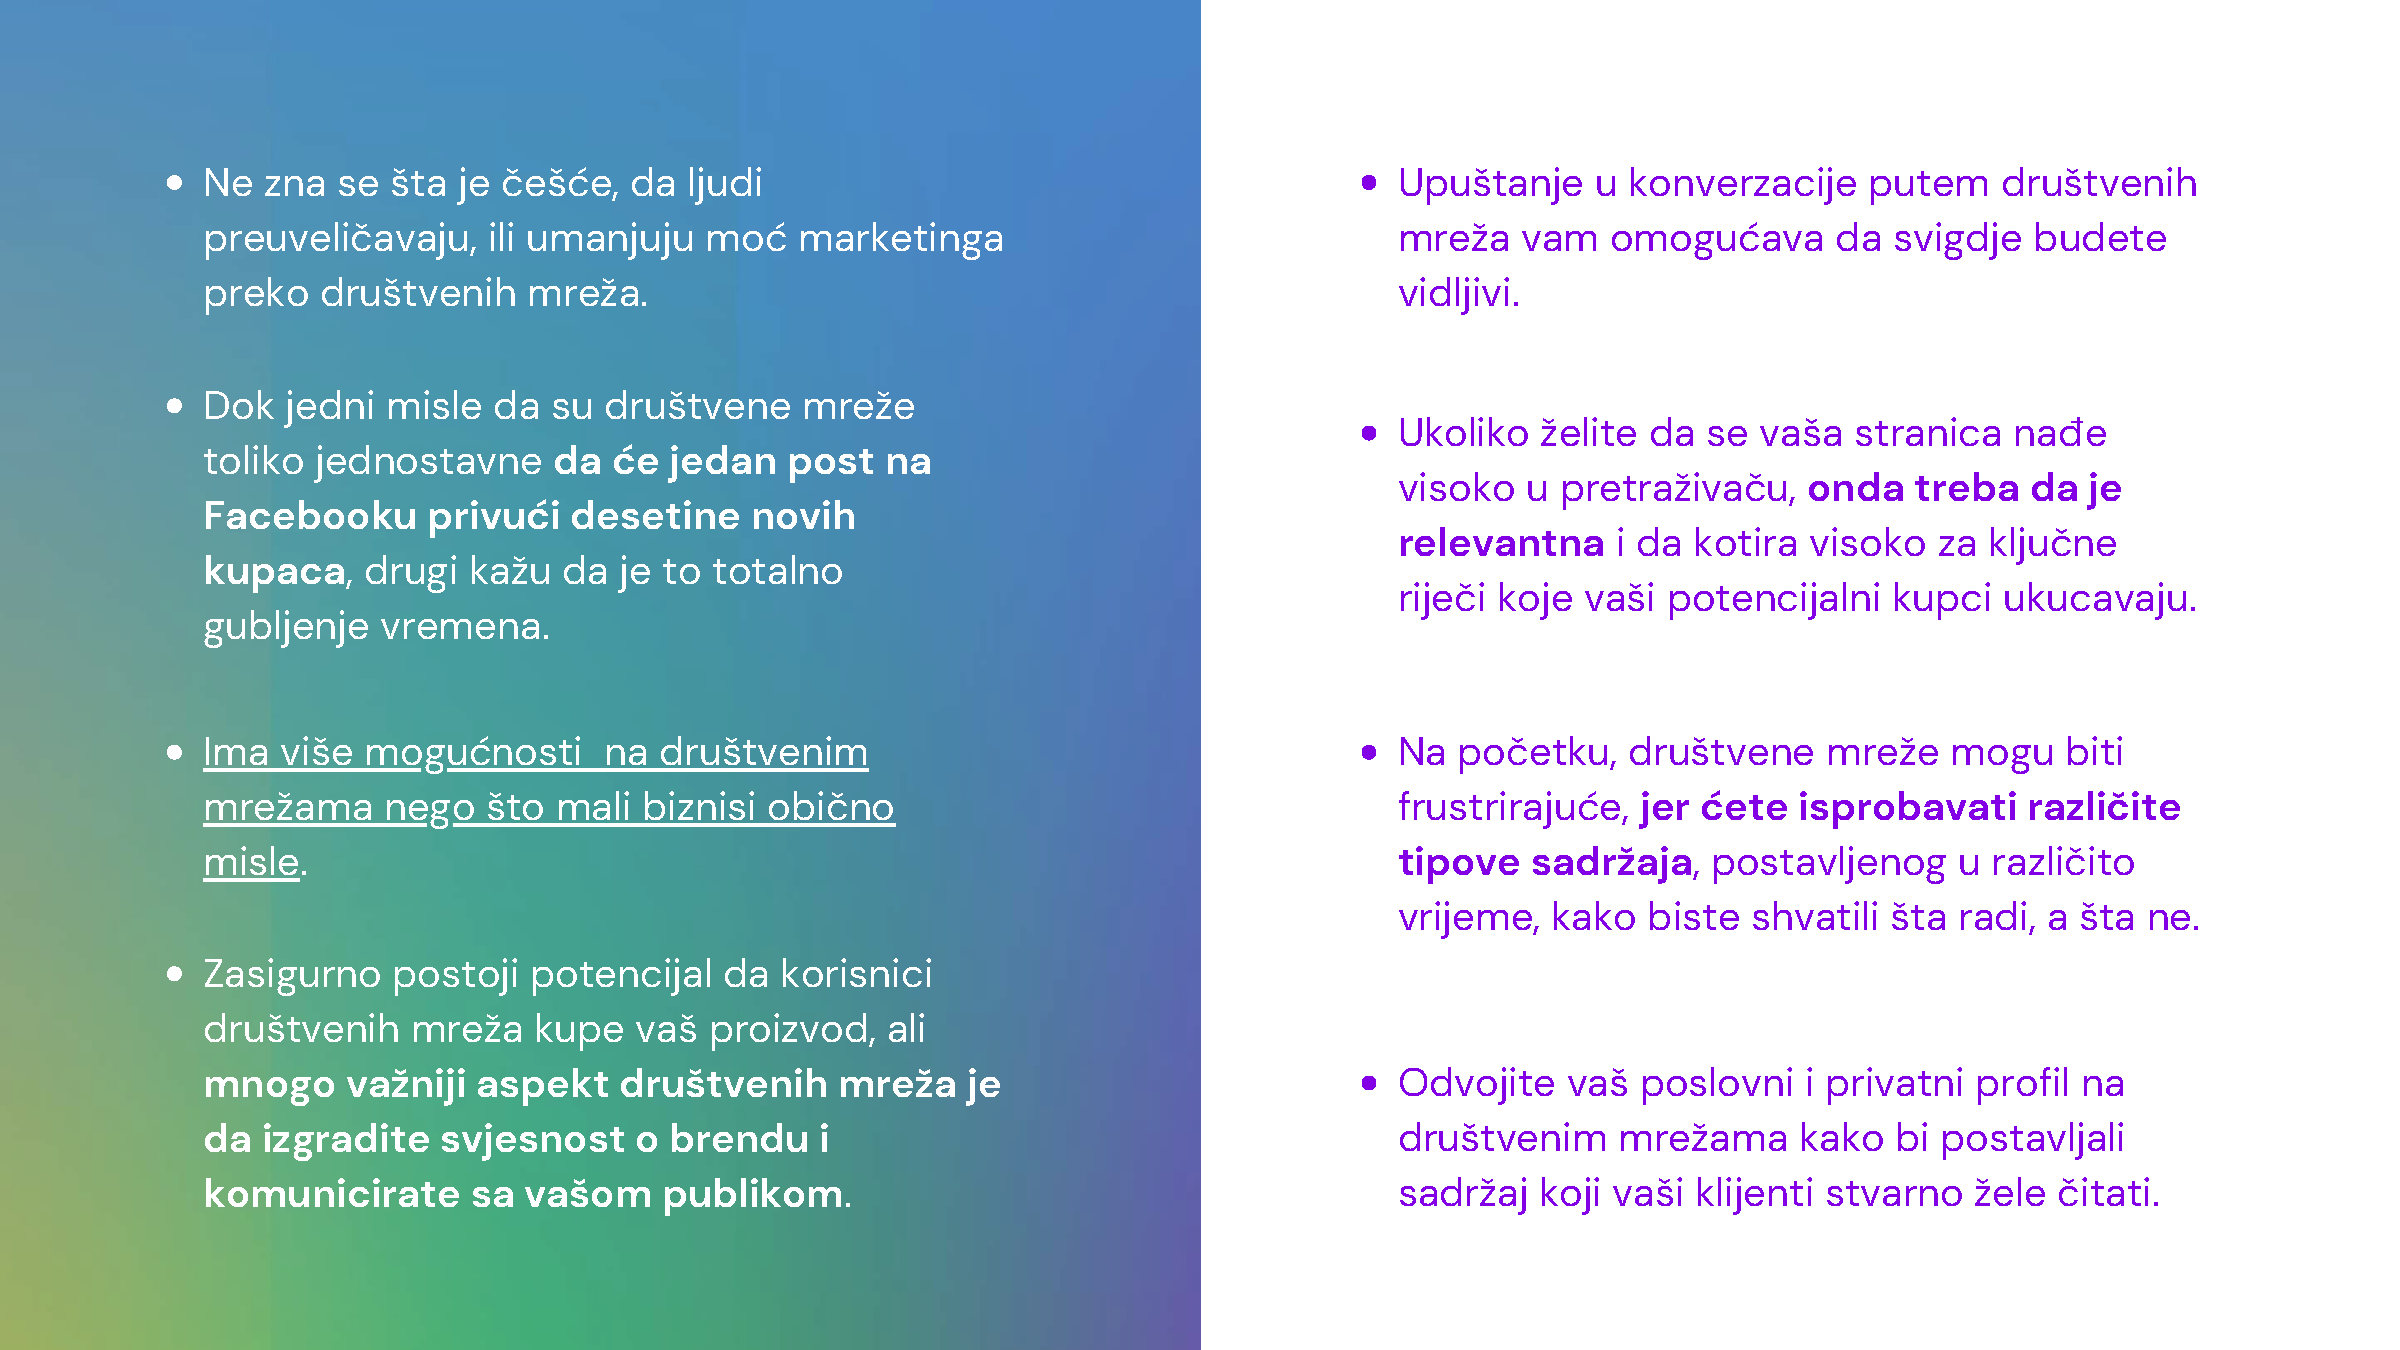 • Ne zna se šta je češće, da ljudi
preuveličavaju, ili umanjuju moć marketinga
preko društvenih mreža.
• Dok jedni misle da su društvene mreže
toliko jednostavne da će jedan post na
Facebooku privući desetine novih
kupaca, drugi kažu da je to totalno
gubljenje vremena.
• Ima više mogućnosti  na društvenim
mrežama nego što mali biznisi obično
misle.
• Zasigurno postoji potencijal da korisnici
društvenih mreža kupe vaš proizvod, ali
mnogo važniji aspekt društvenih mreža je
da izgradite svjesnost o brendu i
komunicirate sa vašom publikom.
• Upuštanje u konverzacije putem društvenih
mreža vam omogućava da svigdje budete
vidljivi.
• Ukoliko želite da se vaša stranica nađe
visoko u pretraživaču, onda treba da je
relevantna i da kotira visoko za ključne
riječi koje vaši potencijalni kupci ukucavaju.
• Na početku, društvene mreže mogu biti
frustrirajuće, jer ćete isprobavati različite
tipove sadržaja, postavljenog u različito
vrijeme, kako biste shvatili šta radi, a šta ne.
• Odvojite vaš poslovni i privatni profil na
društvenim mrežama kako bi postavljali
sadržaj koji vaši klijenti stvarno žele čitati.